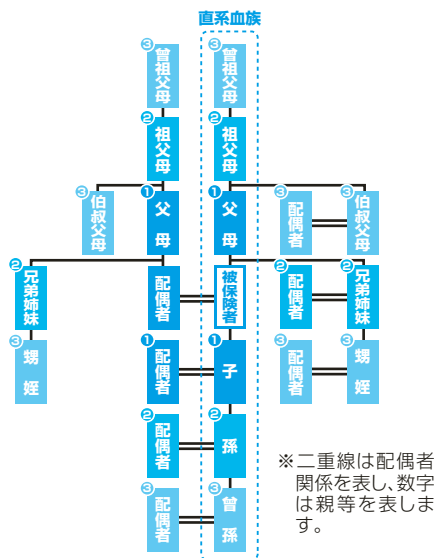 直系血族
3 曾祖父母
3 曾祖父母
2 祖父母
2 祖父母
3 伯叔父母
1 父母
1 父母
3 配偶者
3 伯叔父母
2 兄弟姉妹
配偶者
被保険者
2 配偶者
2 兄弟姉妹
3 甥姪
1 配偶者
1 子
3 配偶者
3 甥姪
2 配偶者
2 孫
3 配偶者
3 曾孫
※二重線は配偶者
関係を表し、数字
は親等を表しま
す。